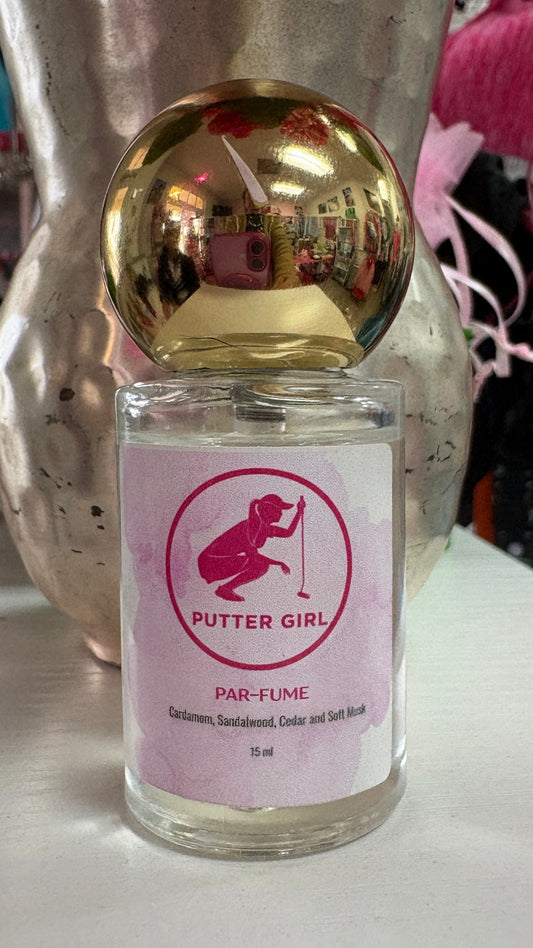 PUTTER GIRL
PAR-FUME
Cardamom, Sandalwood, Cedar and Soft Musk
15 ml